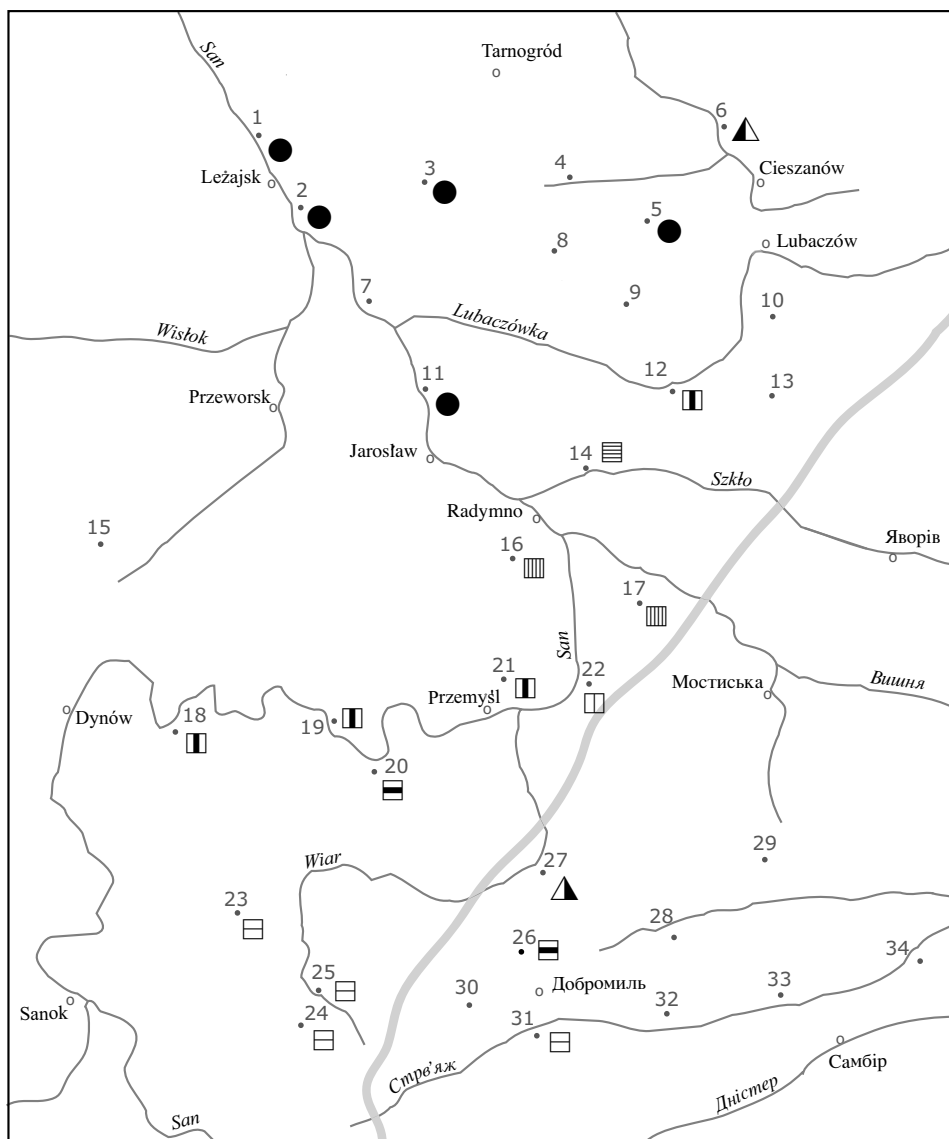 San
Tarnogród
1
6
Leżajsk
3
4
Cieszanów
2
5
8
Lubaczów
7
9
10
Wisłok
Lubaczówka
11
12
13
Przeworsk
Jarosław
14
Szkło
Radymno
15
16
Яворів
17
San
21
22
Мостиська
Вишня
Dynów
18
19
Przemyśl
20
Wiar
27
29
23
28
26
34
25
30
Добромиль
33
Sanok
24
31
32
Стрв’яж
Самбір
San
Дністер